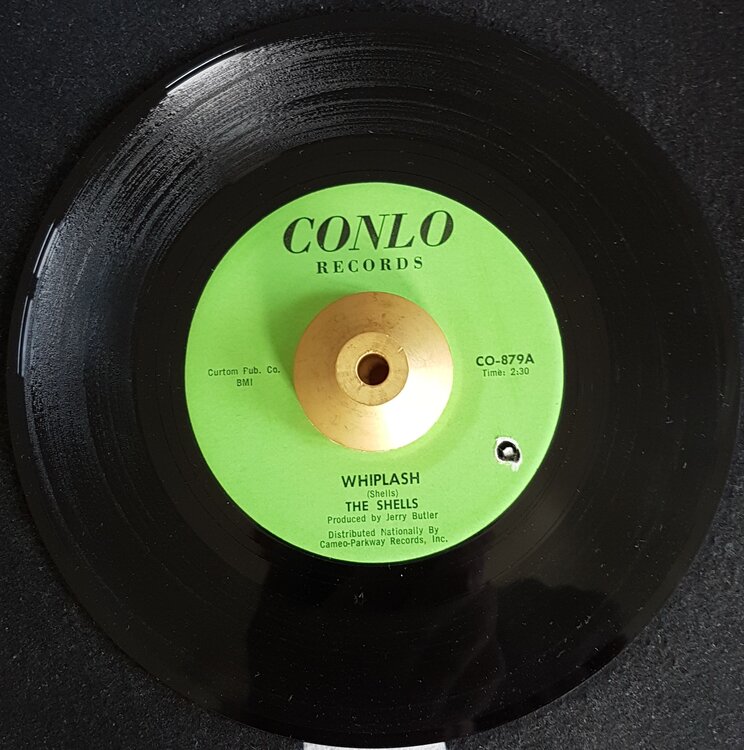 CONLO
RECORDS
Curtom Fub. Co.
BMI
CO-879A
Time: 2:30
WHIPLASH
(Shells)
THE SHELLS
Produced by Jerry Butler
Distributed Nationally By
Cameo-Parkway Records, Inc.